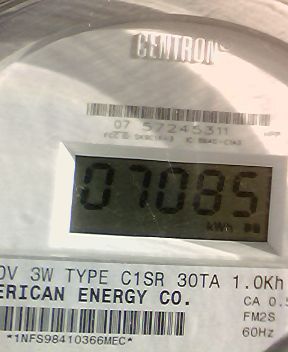 CENTRON®
07 57245311
07085
kWh
0V 3W TYPE C1SR 30TA 1.0Kh
ERICAN ENERGY CO.
CA 0.5
FM2S
*1NFS98410366MEC*
60Hz